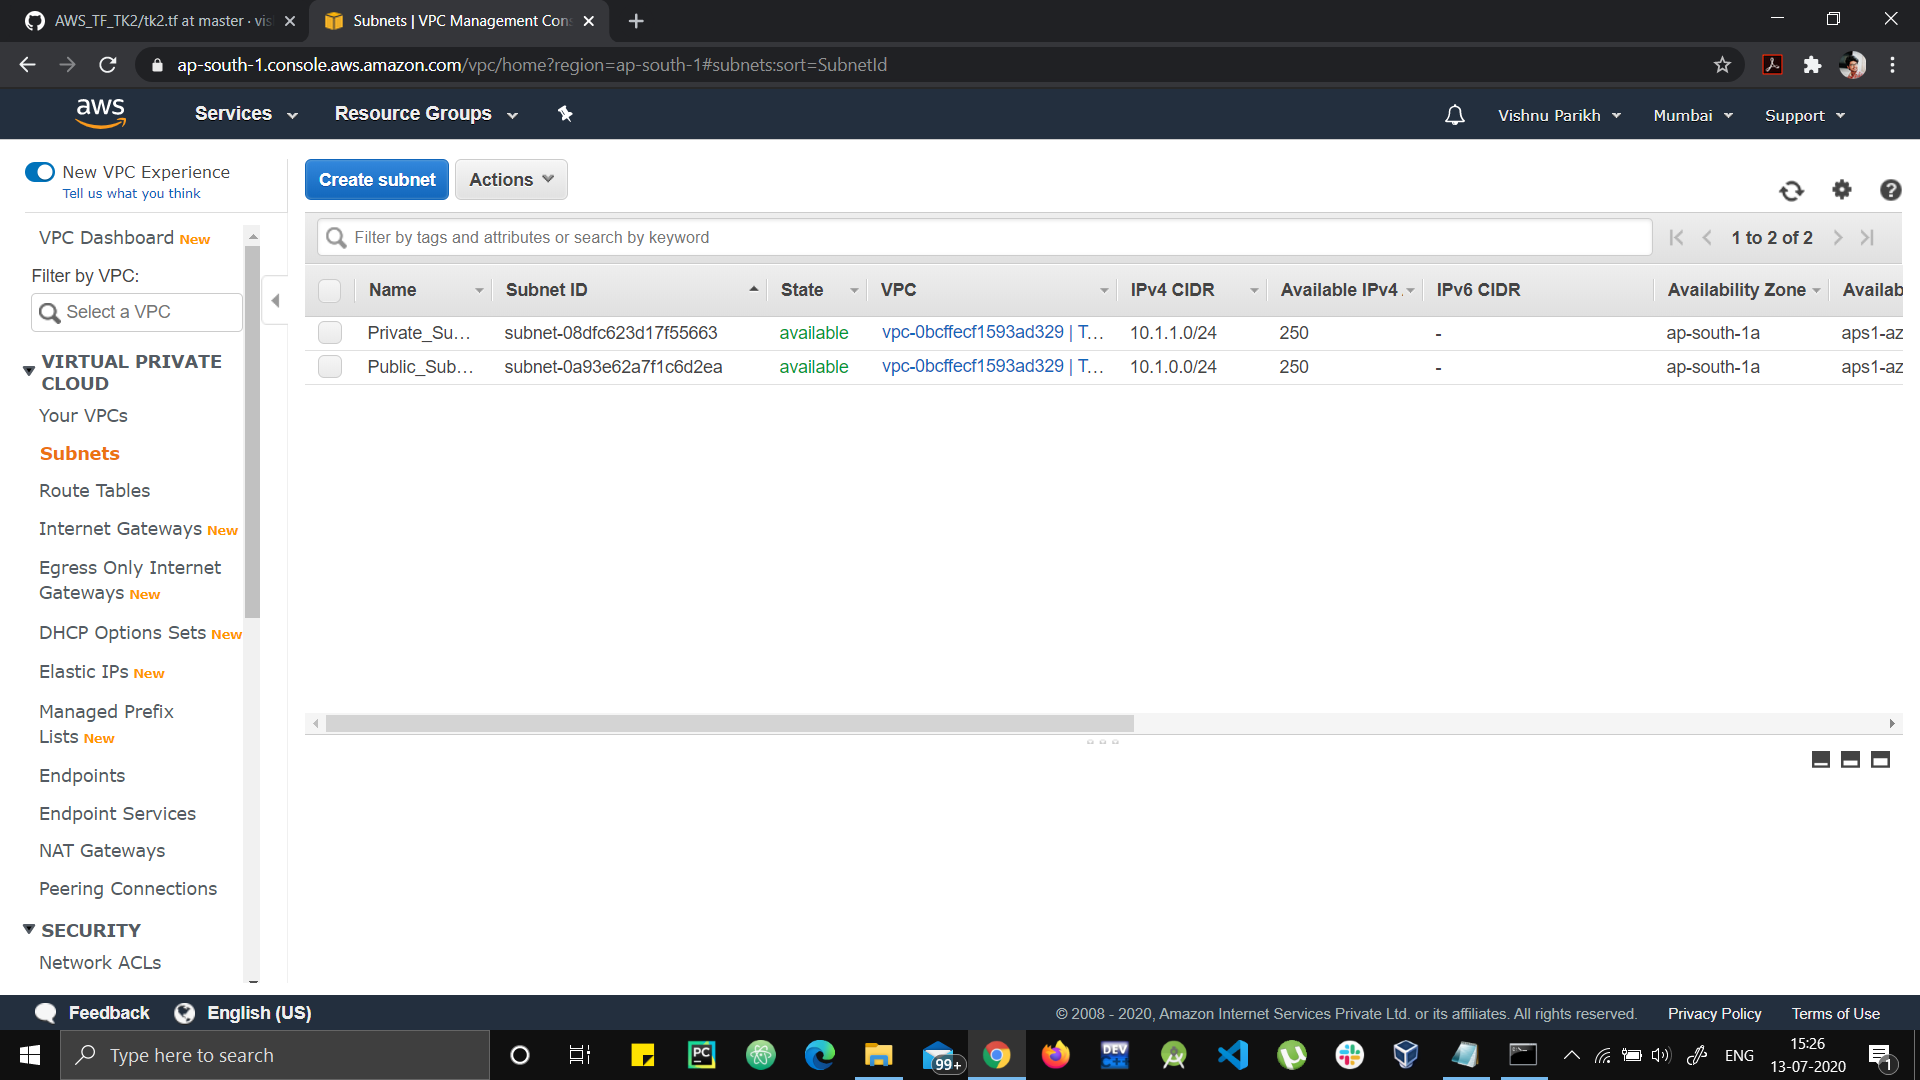 AWS_TF_TK2/tk2.tf at master · vis
Subnets | VPC Management Con
ap-south-1.console.aws.amazon.com/vpc/home?region=ap-south-1#subnets:sort=SubnetId
aws
Services
Resource Groups
Vishnu Parikh
Mumbai
Support
New VPC Experience
Tell us what you think
Create subnet
Actions
VPC Dashboard New
Filter by VPC:
Select a VPC
VIRTUAL PRIVATE
CLOUD
Your VPCs
Subnets
Route Tables
Internet Gateways New
Egress Only Internet
Gateways New
DHCP Options Sets New
Elastic IPs New
Managed Prefix
Lists New
Endpoints
Endpoint Services
NAT Gateways
Peering Connections
SECURITY
Network ACLs
Filter by tags and attributes or search by keyword
1 to 2 of 2
Name Subnet ID State VPC IPv4 CIDR Available IPv4 IPv6 CIDR Availability Zone Availab
Private_Su... subnet-08dfc623d17f55663 available vpc-0bcffecf1593ad329 | T... 10.1.1.0/24 250 - ap-south-1a aps1-az
Public_Sub... subnet-0a93e62a7f1c6d2ea available vpc-0bcffecf1593ad329 | T... 10.1.0.0/24 250 - ap-south-1a aps1-az
Feedback
English (US)
© 2008 - 2020, Amazon Internet Services Private Ltd. or its affiliates. All rights reserved.
Privacy Policy
Terms of Use
Type here to search
PC
99+
DEV
C++
ENG
15:26
13-07-2020
1